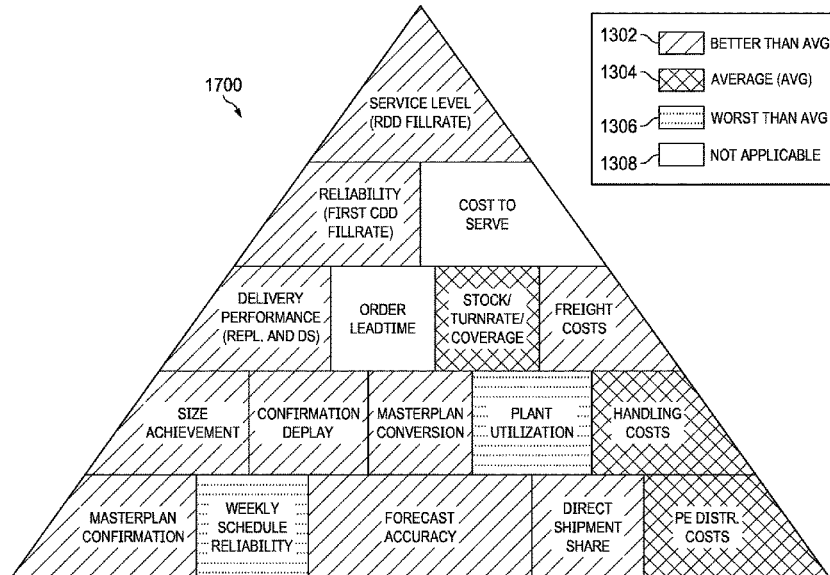 1700
1302
BETTER THAN AVG
1304
AVERAGE (AVG)
1306
WORST THAN AVG
1308
NOT APPLICABLE
SERVICE LEVEL
(RDD FILLRATE)
RELIABILITY
(FIRST CDD
FILLRATE)
COST TO
SERVE
DELIVERY
PERFORMANCE
(REPL. AND DS)
ORDER
LEADTIME
STOCK/
TURNRATE/
COVERAGE
FREIGHT
COSTS
SIZE
ACHIEVEMENT
CONFIRMATION
DEPLAY
MASTERPLAN
CONVERSION
PLANT
UTILIZATION
HANDLING
COSTS
MASTERPLAN
CONFIRMATION
WEEKLY
SCHEDULE
RELIABILITY
FORECAST
ACCURACY
DIRECT
SHIPMENT
SHARE
PE DISTR.
COSTS